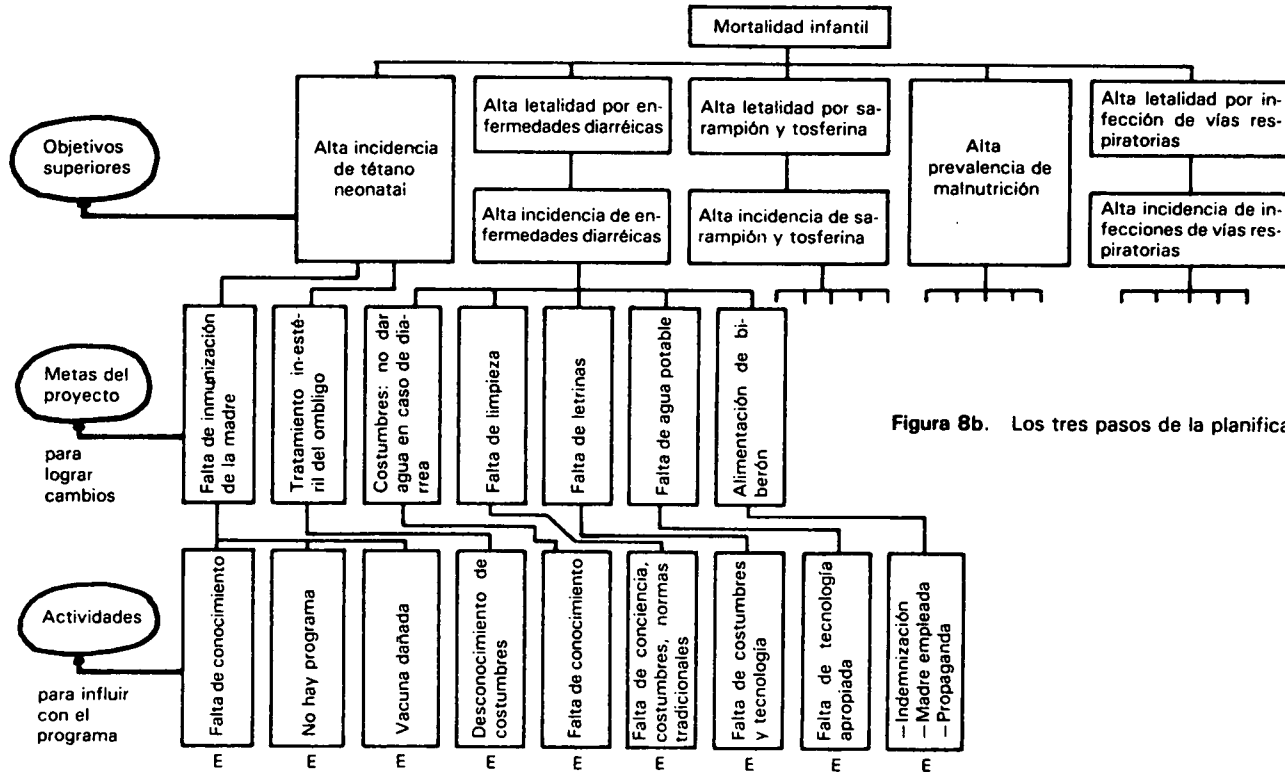 Mortalidad infantil
Objetivos
superiores
Alta incidencia
de tétano
neonatai
Alta letalidad por en-
fermedades diarréicas
Alta incidencia de en-
fermedades diarréicas
Alta letalidad por sa-
rampión y tosferina
Alta incidencia de sa-
rampión y tosferina
Alta
prevalencia de
malnutrición
Alta letalidad por in-
fección de vías res-
piratorias
Alta incidencia de in-
fecciones de vías res-
piratorias
Metas del
proyecto
para
lograr
cambios
Falta de inmunización
de la madre
Tratamiento in-esté-
ril del ombligo
Costumbres: no dar
agua en caso de dia-
rrea
Falta de limpieza
Falta de letrinas
Falta de agua potable
Alimentación de bi-
berón
Figura 8b. Los tres pasos de la planifica
Actividades
para influir
con el
programa
Falta de conocimiento
No hay programa
Vacuna dañada
Desconocimiento de
costumbres
Falta de conocimiento
Falta de conciencia,
costumbres, normas
tradicionales
Falta de costumbres
y tecnología
Falta de tecnología
apropiada
— Indemnización
— Madre empleada
— Propaganda
E E E E E E E E E